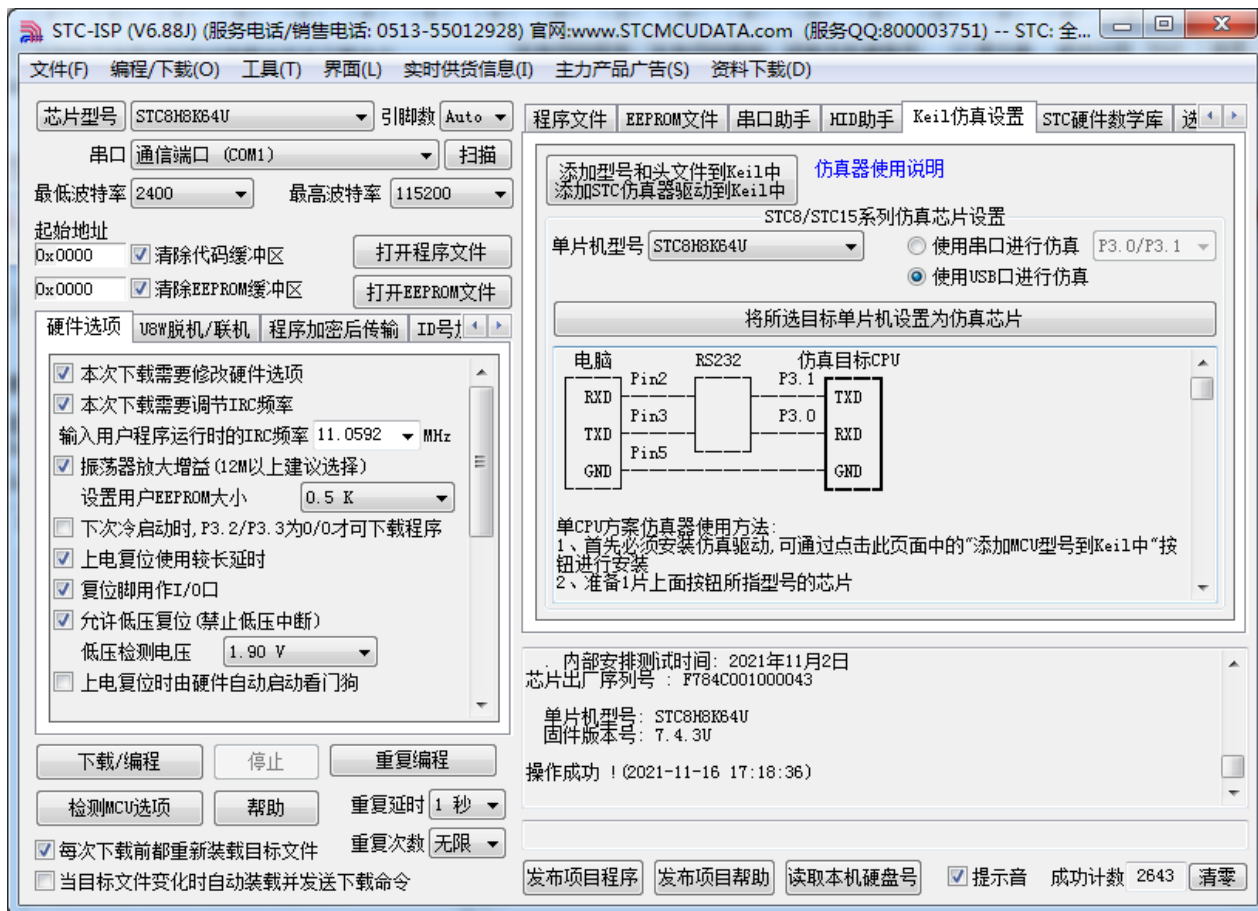 STC-ISP (V6.88J) (服务电话/销售电话: 0513-55012928) 官网:www.STCMCUDATA.com (服务QQ:800003751) -- STC: 全...
文件(F) 编程/下载(O) 工具(T) 界面(L) 实时供货信息(I) 主力产品广告(S) 资料下载(D)
芯片型号 STC8H8K64U 引脚数 Auto
串口 通信端口 (COM1) 扫描
最低波特率 2400 最高波特率 115200
起始地址
0x0000 清除代码缓冲区 打开程序文件
0x0000 清除EEPROM缓冲区 打开EEPROM文件
硬件选项 U8W脱机/联机 程序加密后传输 ID号
本次下载需要修改硬件选项
本次下载需要调节IRC频率
输入用户程序运行时的IRC频率 11.0592 MHz
振荡器放大增益(12M以上建议选择)
设置用户EEPROM大小 0.5 K
下次冷启动时,P3.2/P3.3为0/0才可下载程序
上电复位使用较长延时
复位脚用作I/O口
允许低压复位(禁止低压中断)
低压检测电压 1.90 V
上电复位时由硬件自动启动看门狗
下载/编程 停止 重复编程
检测MCU选项 帮助 重复延时 1 秒
每次下载前都重新装载目标文件 重复次数 无限
当目标文件变化时自动装载并发送下载命令
程序文件 EEPROM文件 串口助手 HID助手 Keil仿真设置 STC硬件数学库 选
添加型号和头文件到Keil中
添加STC仿真器驱动到Keil中
仿真器使用说明
STC8/STC15系列仿真芯片设置
单片机型号 STC8H8K64U 使用串口进行仿真 P3.0/P3.1
使用USB口进行仿真
将所选目标单片机设置为仿真芯片
电脑 RS232 仿真目标CPU
Pin2 P3.1
RXD TXD
Pin3 P3.0
TXD RXD
Pin5
GND GND
单CPU方案仿真器使用方法:
1、首先必须安装仿真驱动,可通过点击此页面中的"添加MCU型号到Keil中"按
钮进行安装
2、准备1片上面按钮所指型号的芯片
. 内部安排测试时间: 2021年11月2日
芯片出厂序列号 : F784C001000043
单片机型号: STC8H8K64U
固件版本号: 7.4.3U
操作成功 !(2021-11-16 17:18:36)
发布项目程序 发布项目帮助 读取本机硬盘号 提示音 成功计数 2643 清零